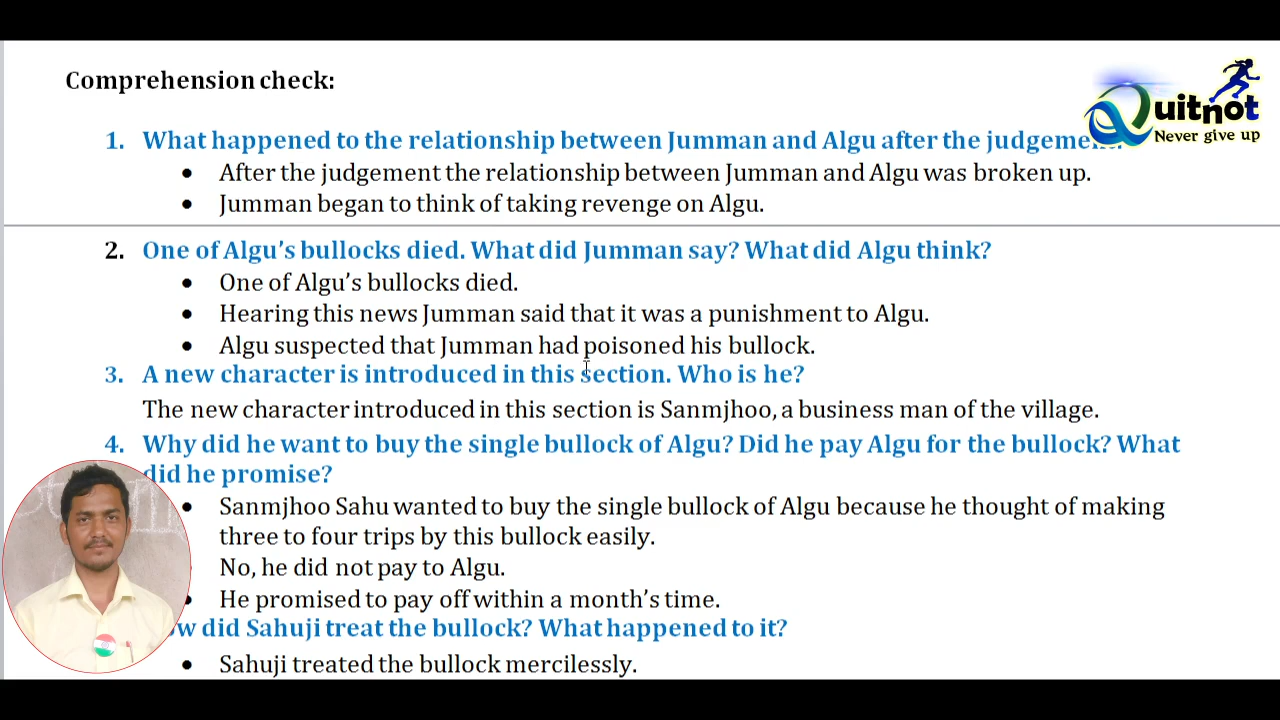 Comprehension check:
uitnot
Never give up
1. What happened to the relationship between Jumman and Algu after the judgement?
• After the judgement the relationship between Jumman and Algu was broken up.
• Jumman began to think of taking revenge on Algu.
2. One of Algu's bullocks died. What did Jumman say? What did Algu think?
• One of Algu's bullocks died.
• Hearing this news Jumman said that it was a punishment to Algu.
• Algu suspected that Jumman had poisoned his bullock.
3. A new character is introduced in this section. Who is he?
The new character introduced in this section is Sanmjhoo, a business man of the village.
4. Why did he want to buy the single bullock of Algu? Did he pay Algu for the bullock? What
did he promise?
• Sanmjhoo Sahu wanted to buy the single bullock of Algu because he thought of making
three to four trips by this bullock easily.
No, he did not pay to Algu.
• He promised to pay off within a month's time.
did Sahuji treat the bullock? What happened to it?
• Sahuji treated the bullock mercilessly.